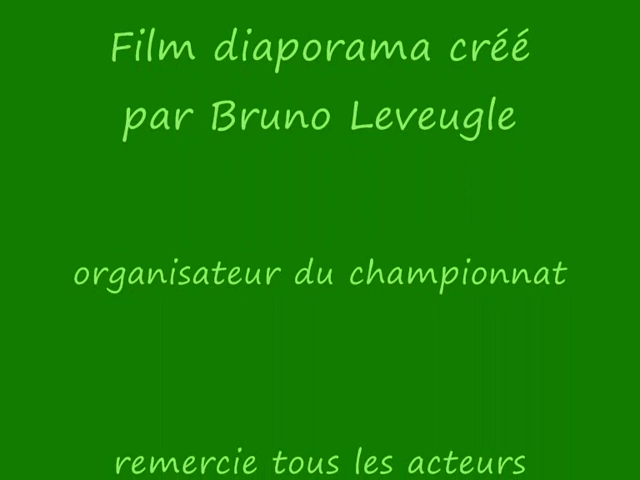 Film diaporama créé
par Bruno Leveugle
organisateur du championnat
remercie tous les acteurs